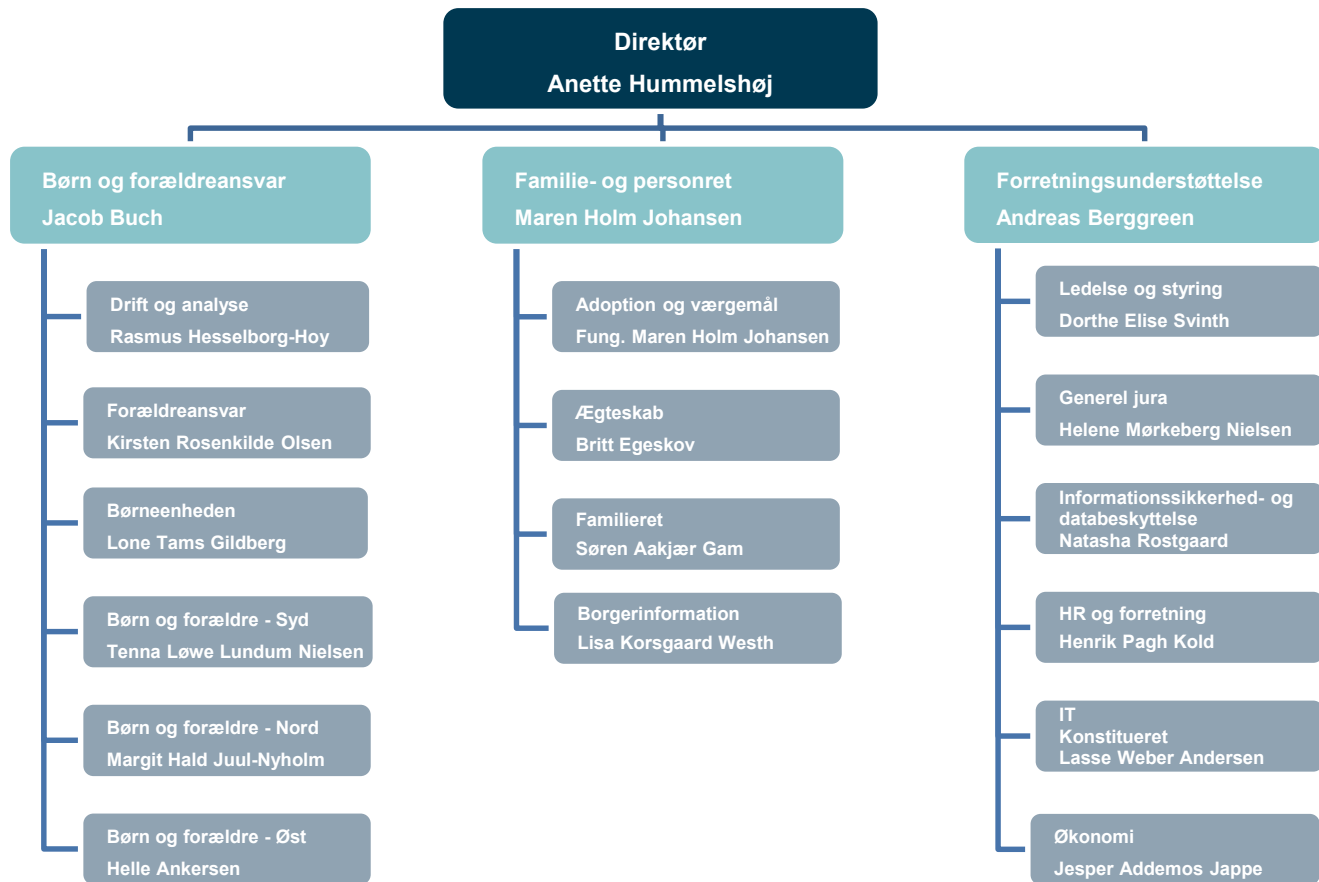 Direktør
Anette Hummelshøj
Børn og forældreansvar
Jacob Buch
Drift og analyse
Rasmus Hesselborg-Hoy
Forældreansvar
Kirsten Rosenkilde Olsen
Børneenheden
Lone Tams Gildberg
Børn og forældre - Syd
Tenna Løwe Lundum Nielsen
Børn og forældre - Nord
Margit Hald Juul-Nyholm
Børn og forældre - Øst
Helle Ankersen
Familie- og personret
Maren Holm Johansen
Adoption og værgemål
Fung. Maren Holm Johansen
Ægteskab
Britt Egeskov
Familieret
Søren Aakjær Gam
Borgerinformation
Lisa Korsgaard Westh
Forretningsunderstøttelse
Andreas Berggreen
Ledelse og styring
Dorthe Elise Svinth
Generel jura
Helene Mørkeberg Nielsen
Informationssikkerhed- og
databeskyttelse
Natasha Rostgaard
HR og forretning
Henrik Pagh Kold
IT
Konstitueret
Lasse Weber Andersen
Økonomi
Jesper Addemos Jappe